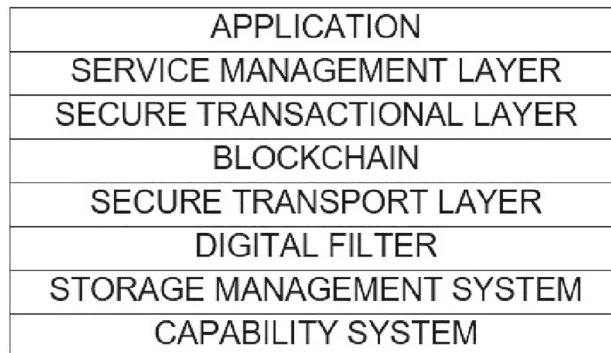 APPLICATION
SERVICE MANAGEMENT LAYER
SECURE TRANSACTIONAL LAYER
BLOCKCHAIN
SECURE TRANSPORT LAYER
DIGITAL FILTER
STORAGE MANAGEMENT SYSTEM
CAPABILITY SYSTEM